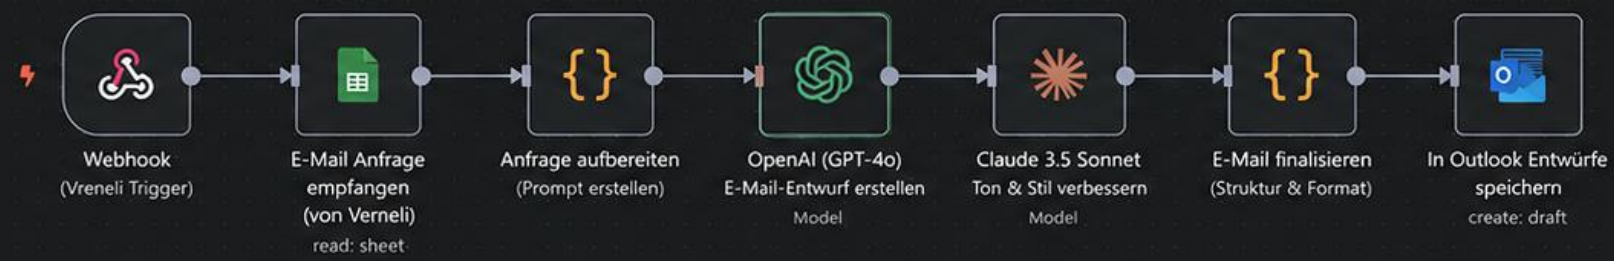 Webhook
(Vreneli Trigger)
E-Mail Anfrage
empfangen
(von Verneli)
read: sheet
Anfrage aufbereiten
(Prompt erstellen)
OpenAI (GPT-4o)
E-Mail-Entwurf erstellen
Model
Claude 3.5 Sonnet
Ton & Stil verbessern
Model
E-Mail finalisieren
(Struktur & Format)
In Outlook Entwürfe
speichern
create: draft